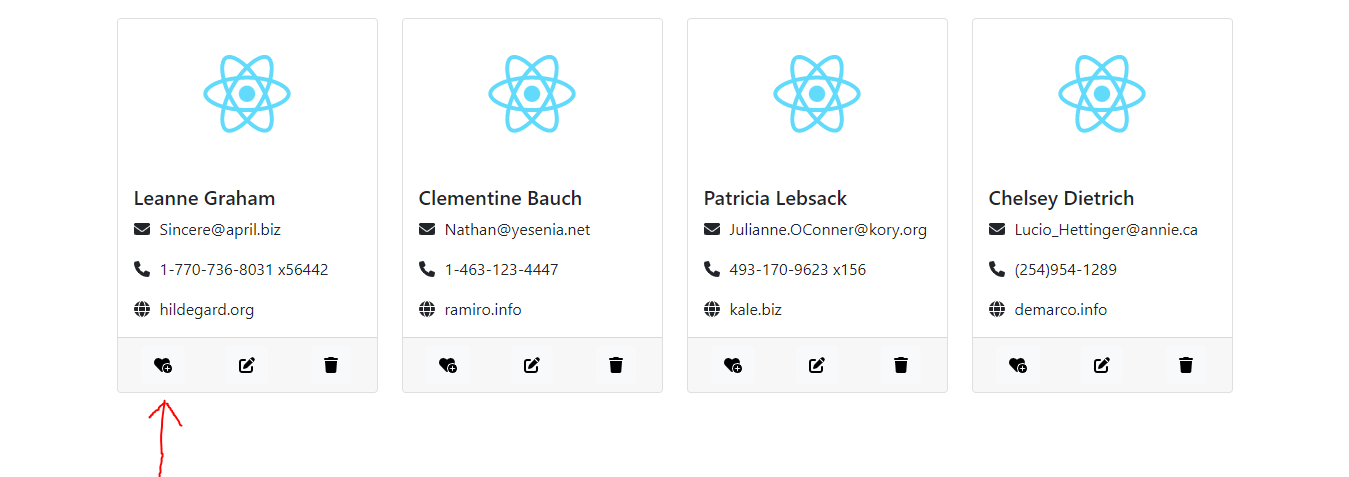 Leanne Graham
Sincere@april.biz
1-770-736-8031 x56442
hildegard.org
Clementine Bauch
Nathan@yesenia.net
1-463-123-4447
ramiro.info
Patricia Lebsack
Julianne.OConner@kory.org
493-170-9623 x156
kale.biz
Chelsey Dietrich
Lucio_Hettinger@annie.ca
(254)954-1289
demarco.info